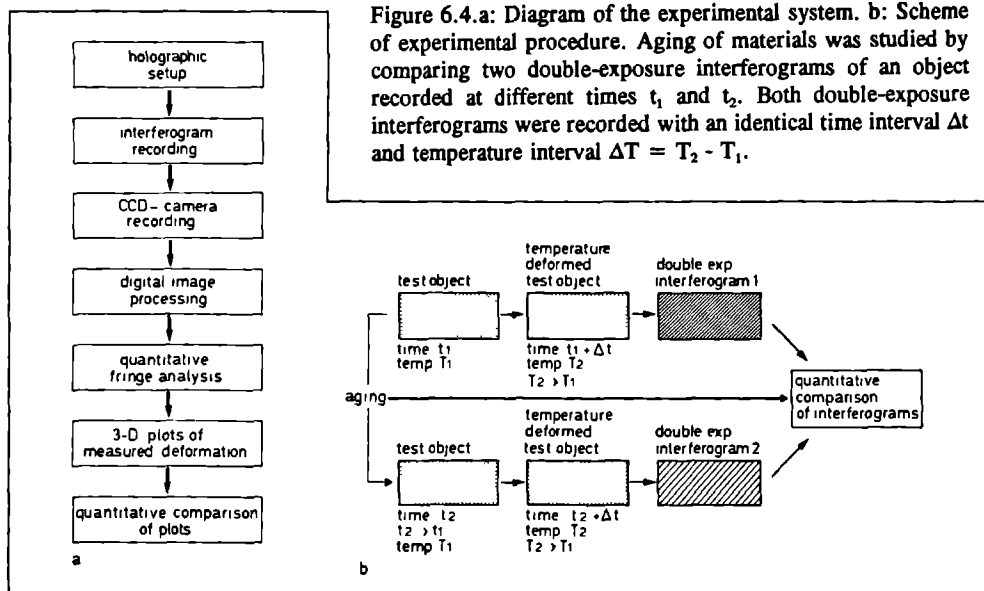 Figure 6.4.a: Diagram of the experimental system. b: Scheme
of experimental procedure. Aging of materials was studied by
comparing two double-exposure interferograms of an object
recorded at different times t₁ and t₂. Both double-exposure
interferograms were recorded with an identical time interval Δt
and temperature interval ΔT = T₂ - T₁.
holographic
setup
interferogram
recording
CCD - camera
recording
digital image
processing
quantitative
fringe analysis
3-D plots of
measured deformation
quantitative comparison
of plots
a
test object
time t1
temp T1
temperature
deformed
test object
time t1 + Δt
temp T2
T2 > T1
double exp
interferogram 1
aging
quantitative
comparison
of interferograms
test object
time t2
t2 > t1
temp T1
temperature
deformed
test object
time t2 + Δt
temp T2
T2 > T1
double exp
interferogram 2
b